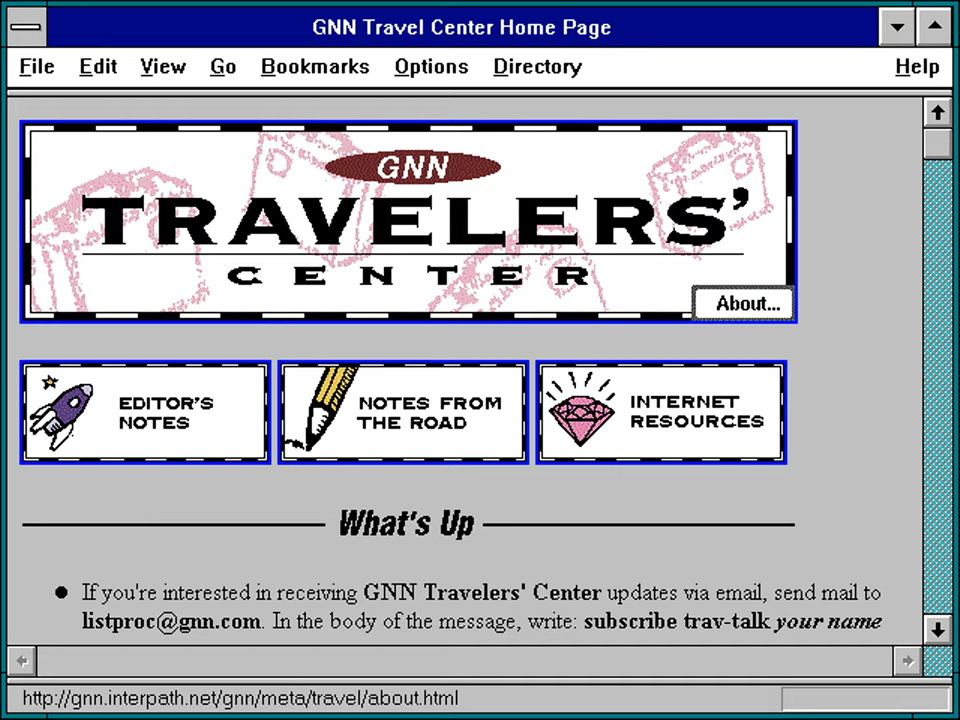 GNN Travel Center Home Page
File Edit View Go Bookmarks Options Directory Help
GNN
TRAVELERS'
CENTER
About...
EDITOR'S
NOTES
NOTES FROM
THE ROAD
INTERNET
RESOURCES
What's Up
If you're interested in receiving GNN Travelers' Center updates via email, send mail to
listproc@gnn.com. In the body of the message, write: subscribe trav-talk your name
http://gnn.interpath.net/gnn/meta/travel/about.html